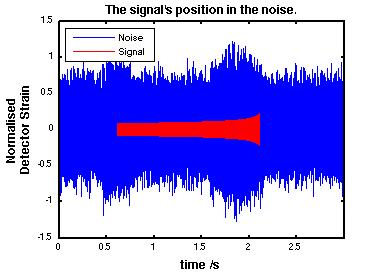 The signal's position in the noise.
1.5
Noise
Signal
1
0.5
0
-0.5
-1
-1.5
Normalised
Detector Strain
0
0.5
1
1.5
2
2.5
time /s